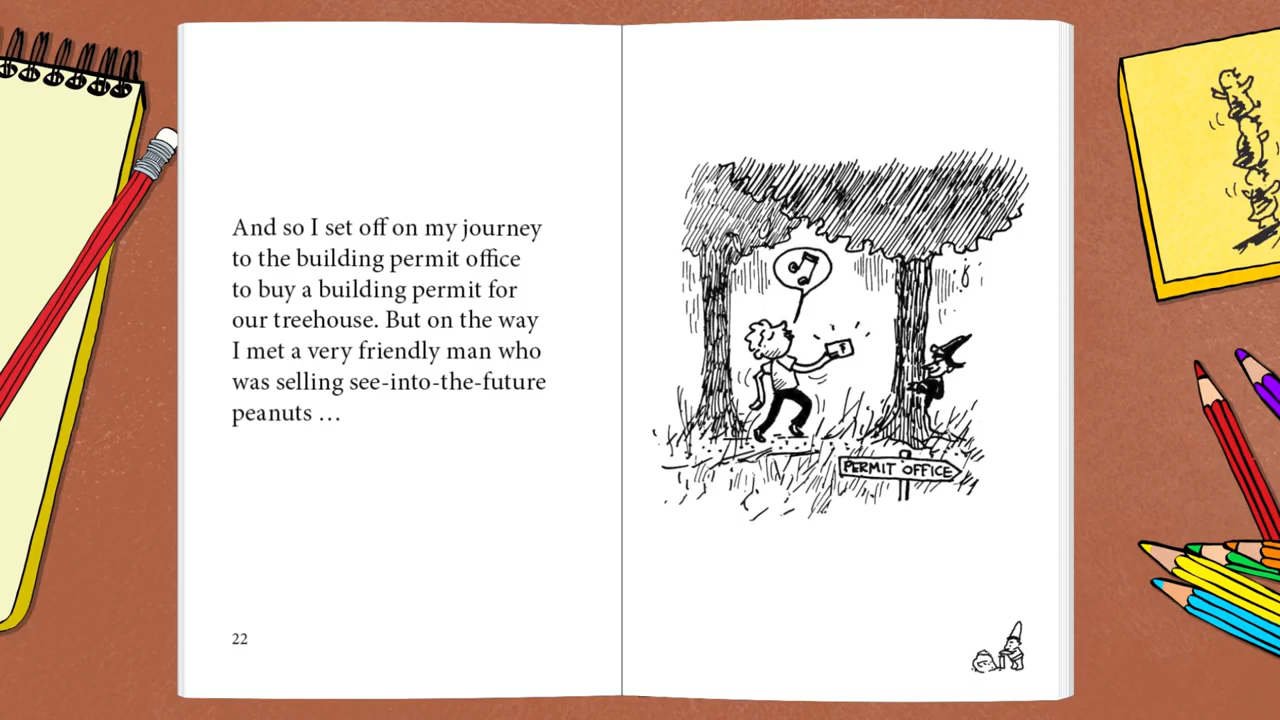 And so I set off on my journey
to the building permit office
to buy a building permit for
our treehouse. But on the way
I met a very friendly man who
was selling see-into-the-future
peanuts …
22
PERMIT OFFICE